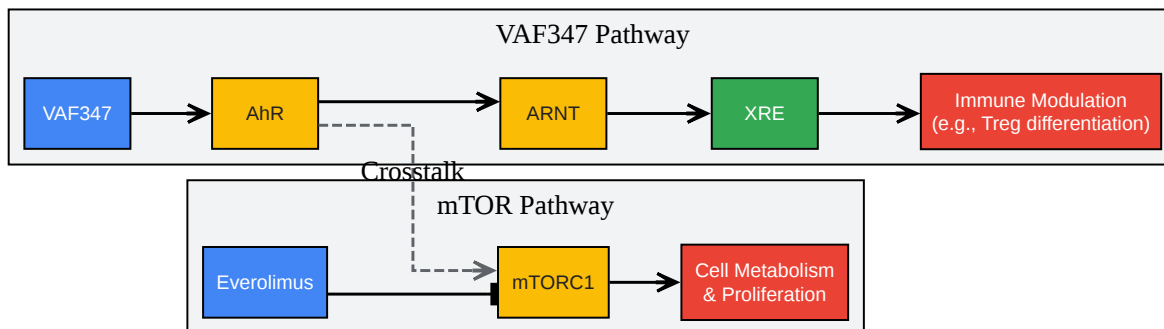 VAF347 Pathway
VAF347
AhR
ARNT
XRE
Immune Modulation
(e.g., Treg differentiation)
Crosstalk
mTOR Pathway
Everolimus
mTORC1
Cell Metabolism
& Proliferation